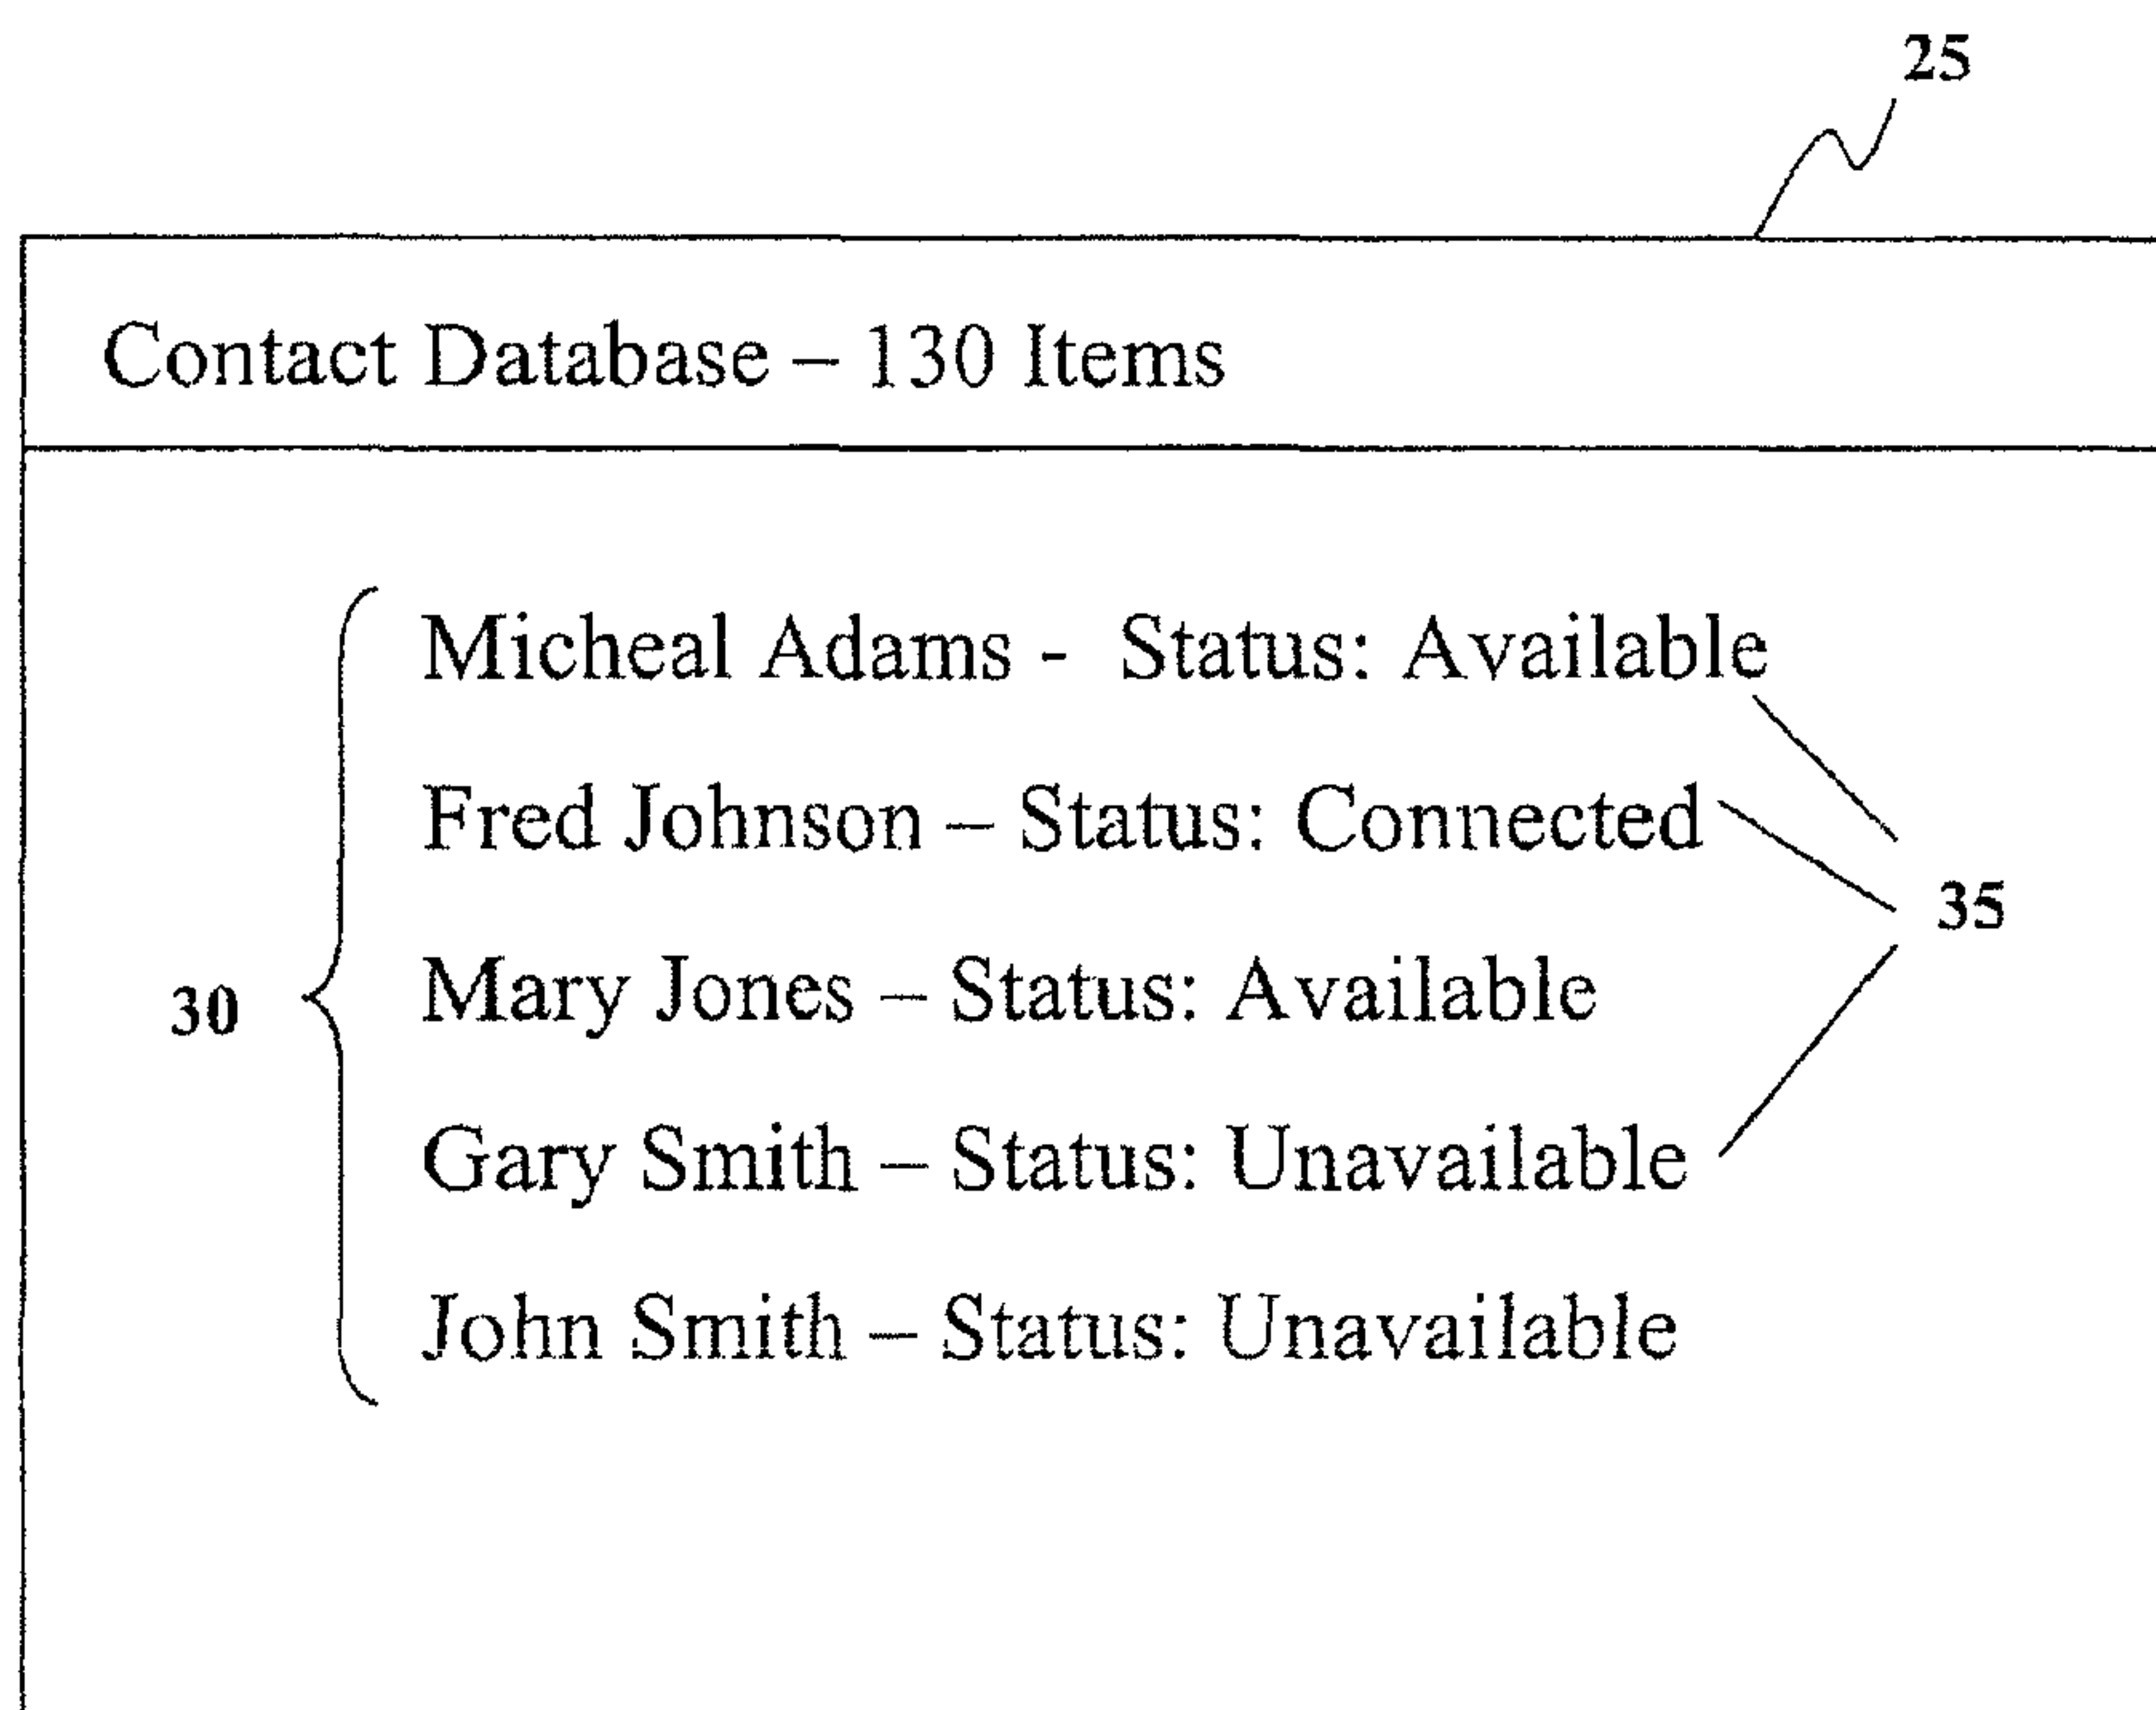 25
Contact Database – 130 Items
Micheal Adams - Status: Available
Fred Johnson – Status: Connected
35
Mary Jones – Status: Available
30
Gary Smith – Status: Unavailable
John Smith – Status: Unavailable